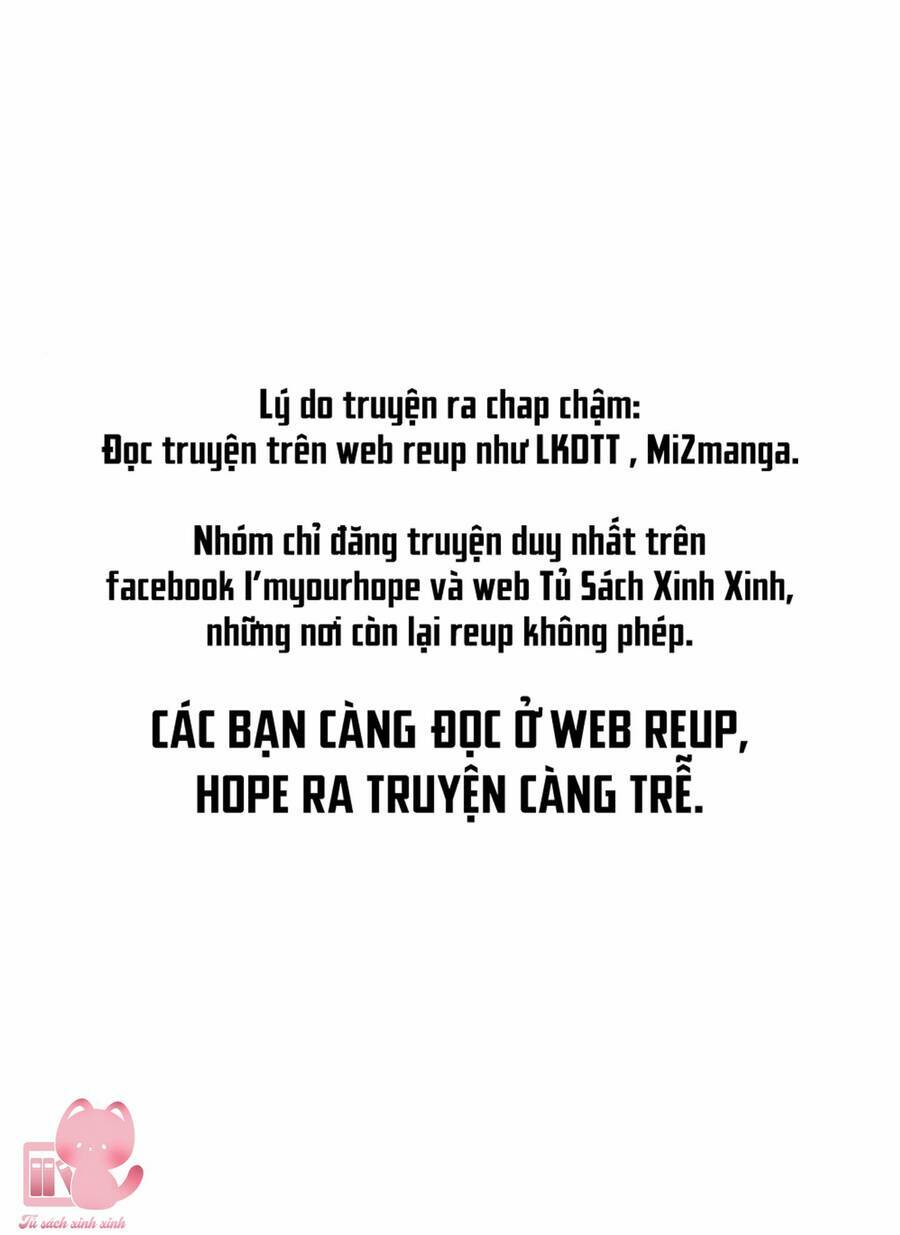 Lý do truyện ra chap chậm:
Đọc truyện trên web reup như LKDTT , MiZmanga.
Nhóm chỉ đăng truyện duy nhất trên
facebook I'myourhope và web Tủ Sách Xinh Xinh,
những nơi còn lại reup không phép.
CÁC BẠN CÀNG ĐỌC Ở WEB REUP,
HOPE RA TRUYỆN CÀNG TRỄ.
Tủ sách xinh xinh